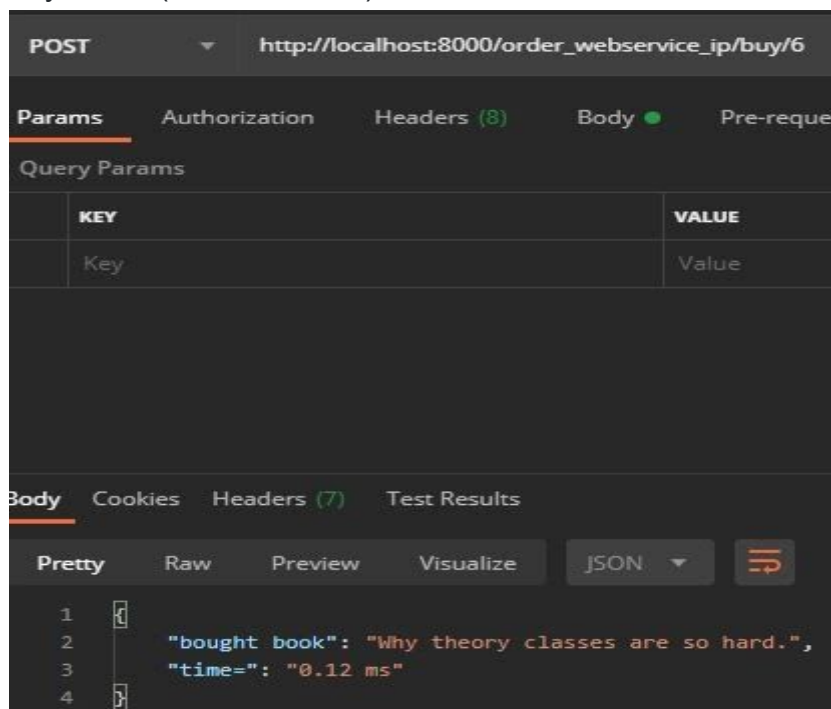 POST http://localhost:8000/order_webservice_ip/buy/6
Params Authorization Headers (8) Body Pre-reque
Query Params
KEY VALUE
Key Value
Body Cookies Headers (7) Test Results
Pretty Raw Preview Visualize JSON
1 {
2 "bought book": "Why theory classes are so hard.",
3 "time=": "0.12 ms"
4 }